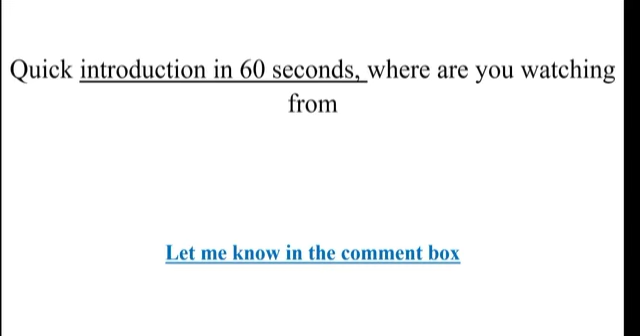 Quick introduction in 60 seconds, where are you watching
from
Let me know in the comment box